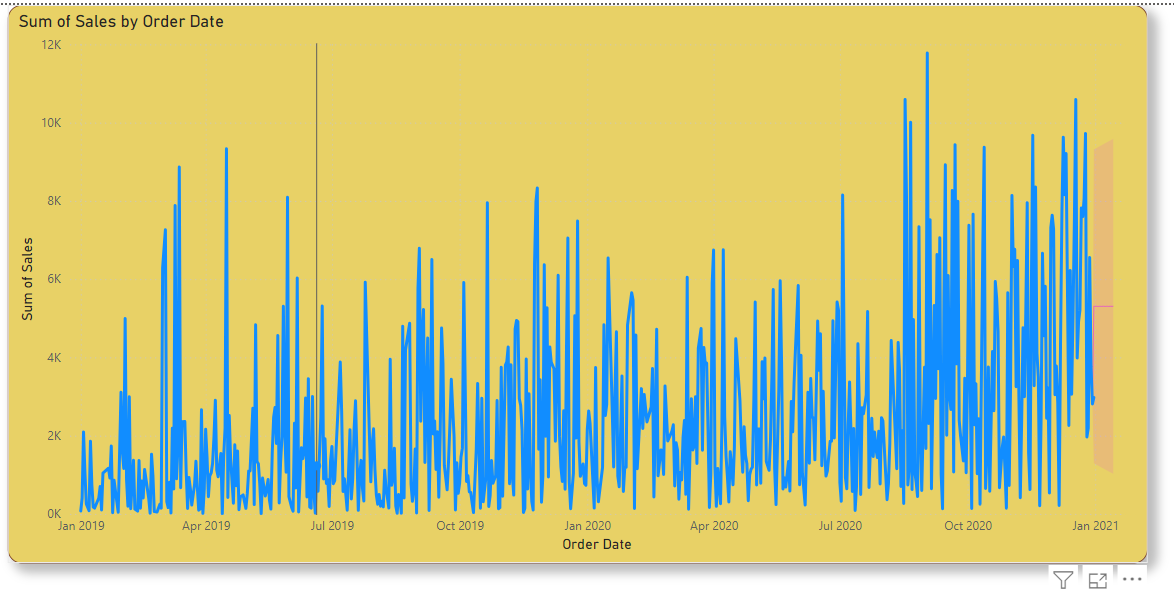 Sum of Sales by Order Date
12K
10K
8K
6K
4K
2K
0K
Sum of Sales
Jan 2019 Apr 2019 Jul 2019 Oct 2019 Jan 2020 Apr 2020 Jul 2020 Oct 2020 Jan 2021
Order Date